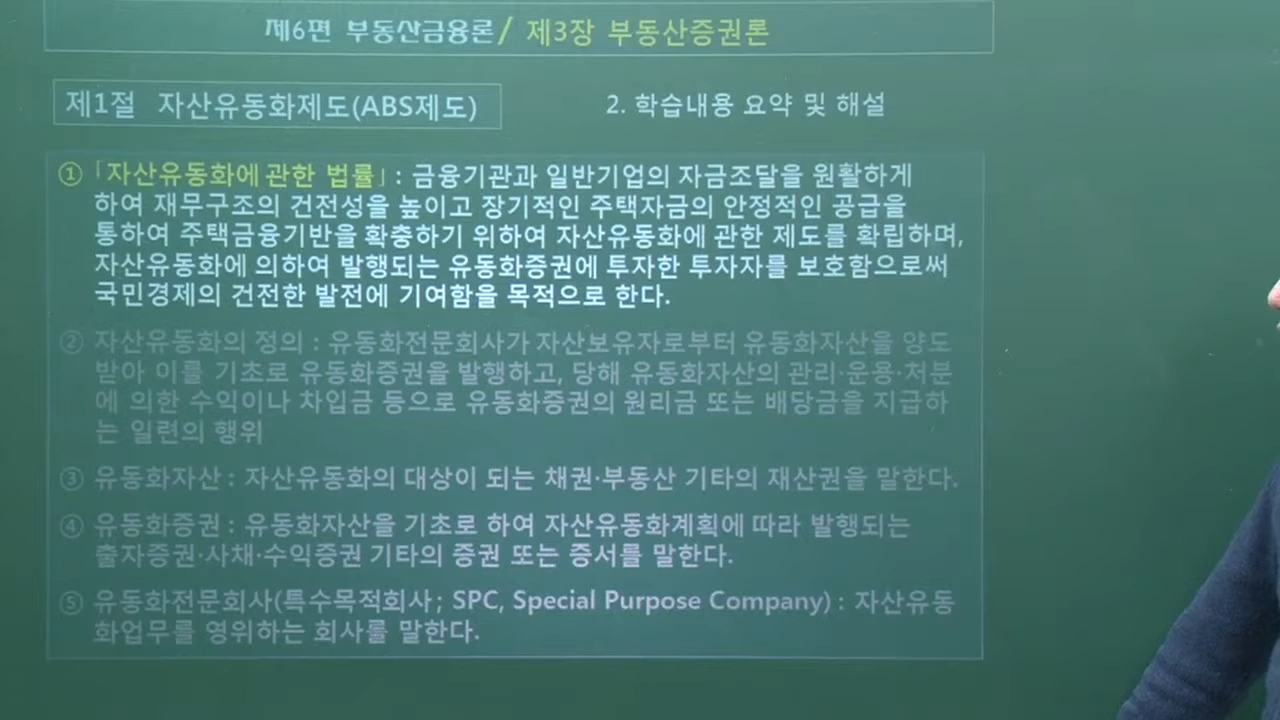 제6편 부동산금융론/ 제3장 부동산증권론
제1절 자산유동화제도(ABS제도)
2. 학습내용 요약 및 해설
① 「자산유동화에 관한 법률」 : 금융기관과 일반기업의 자금조달을 원활하게
하여 재무구조의 건전성을 높이고 장기적인 주택자금의 안정적인 공급을
통하여 주택금융기반을 확충하기 위하여 자산유동화에 관한 제도를 확립하며,
자산유동화에 의하여 발행되는 유동화증권에 투자한 투자자를 보호함으로써
국민경제의 건전한 발전에 기여함을 목적으로 한다.
② 자산유동화의 정의 : 유동화전문회사가 자산보유자로부터 유동화자산을 양도
받아 이를 기초로 유동화증권을 발행하고, 당해 유동화자산의 관리·운용·처분
에 의한 수익이나 차입금 등으로 유동화증권의 원리금 또는 배당금을 지급하
는 일련의 행위
③ 유동화자산 : 자산유동화의 대상이 되는 채권·부동산 기타의 재산권을 말한다.
④ 유동화증권 : 유동화자산을 기초로 하여 자산유동화계획에 따라 발행되는
출자증권·사채·수익증권 기타의 증권 또는 증서를 말한다.
⑤ 유동화전문회사(특수목적회사; SPC, Special Purpose Company) : 자산유동
화업무를 영위하는 회사를 말한다.